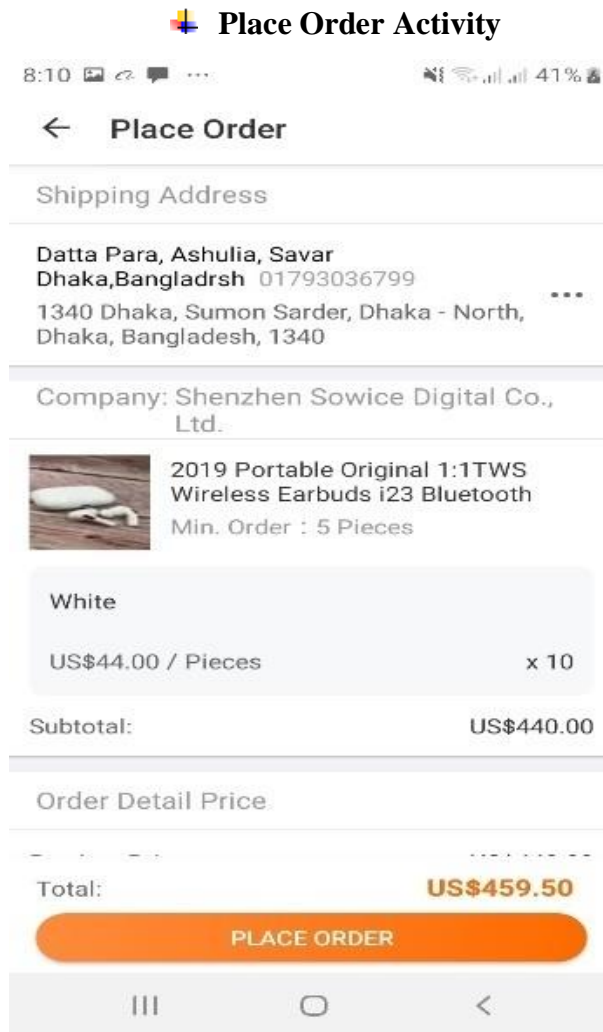 Place Order Activity
8:10 ... 41%
← Place Order
Shipping Address
Datta Para, Ashulia, Savar
Dhaka,Bangladrsh 01793036799
1340 Dhaka, Sumon Sarder, Dhaka - North,
Dhaka, Bangladesh, 1340
Company: Shenzhen Sowice Digital Co.,
Ltd.
2019 Portable Original 1:1TWS
Wireless Earbuds i23 Bluetooth
Min. Order : 5 Pieces
White
US$44.00 / Pieces x 10
Subtotal: US$440.00
Order Detail Price
Total: US$459.50
PLACE ORDER